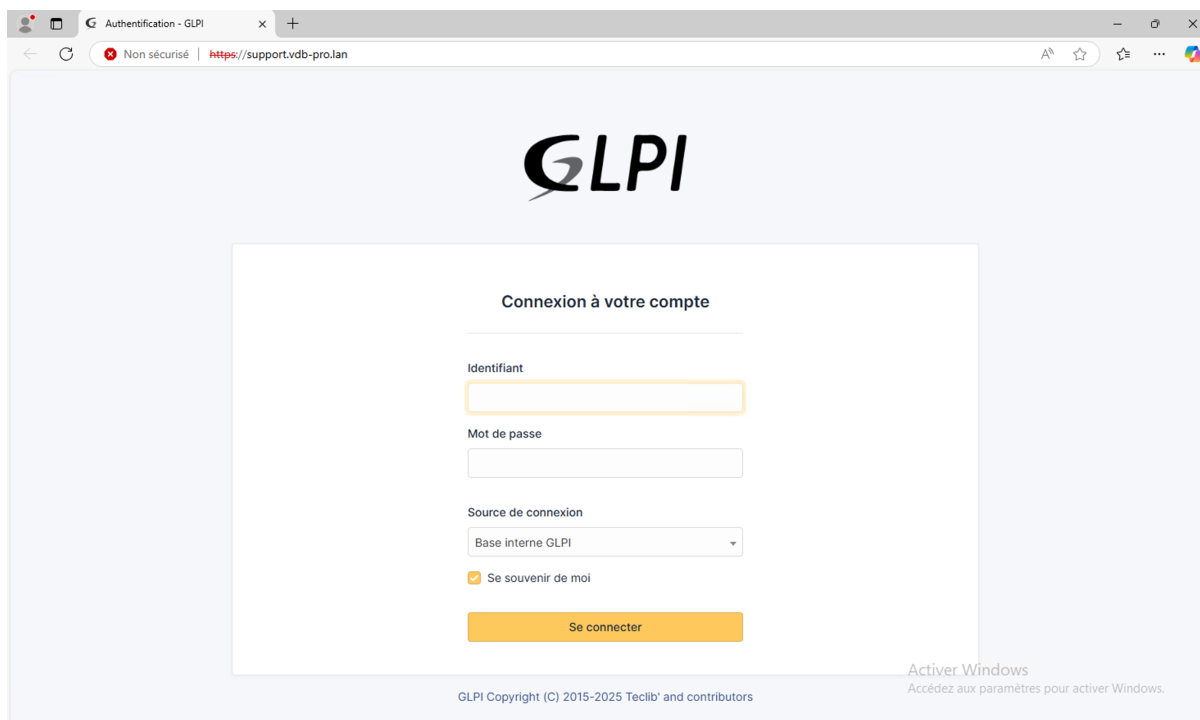 Authentification - GLPI
Non sécurisé | https://support.vdb-pro.lan
GLPI
Connexion à votre compte
Identifiant
Mot de passe
Source de connexion
Base interne GLPI
Se souvenir de moi
Se connecter
Activer Windows
Accédez aux paramètres pour activer Windows.
GLPI Copyright (C) 2015-2025 Teclib' and contributors